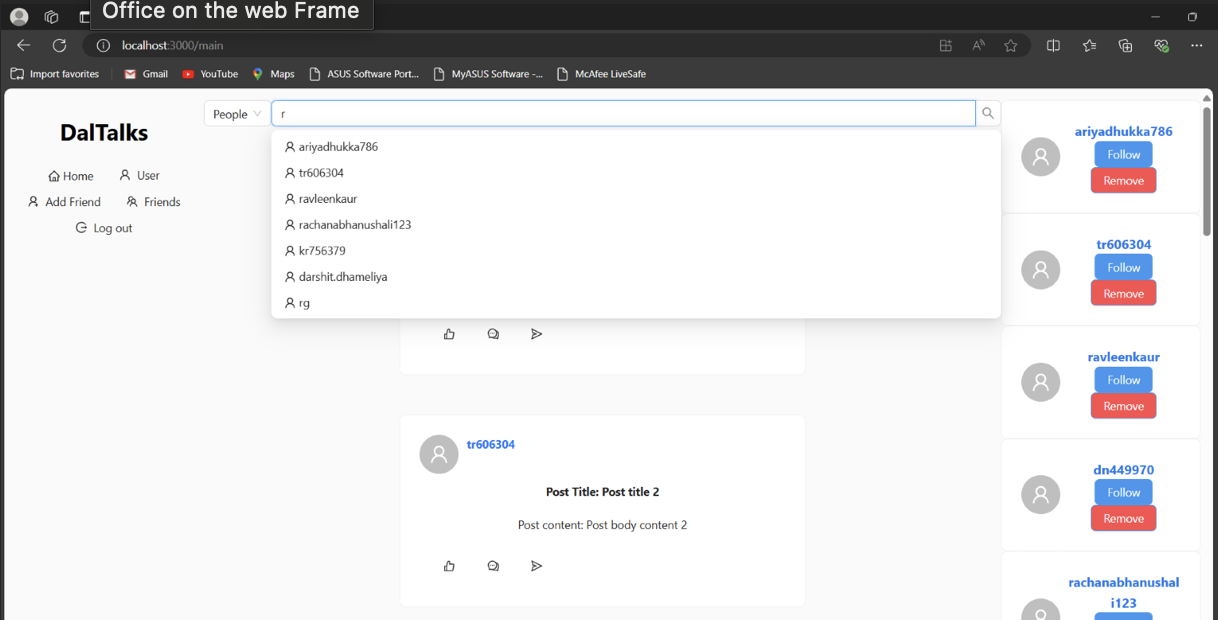 Office on the web Frame
localhost:3000/main
Import favorites Gmail YouTube Maps ASUS Software Port... MyASUS Software -... McAfee LiveSafe
DalTalks
Home User
Add Friend Friends
Log out
People r
ariyadhukka786
tr606304
ravleenkaur
rachanabhanushali123
kr756379
darshit.dhameliya
rg
tr606304
Post Title: Post title 2
Post content: Post body content 2
ariyadhukka786
Follow
Remove
tr606304
Follow
Remove
ravleenkaur
Follow
Remove
dn449970
Follow
Remove
rachanabhanushal
i123